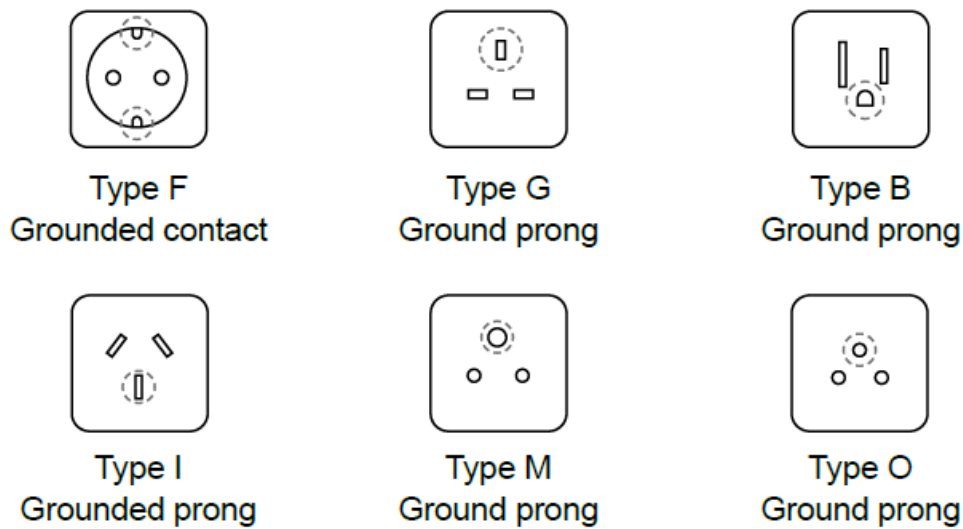 Type F
Grounded contact
Type G
Ground prong
Type B
Ground prong
Type I
Grounded prong
Type M
Ground prong
Type O
Ground prong